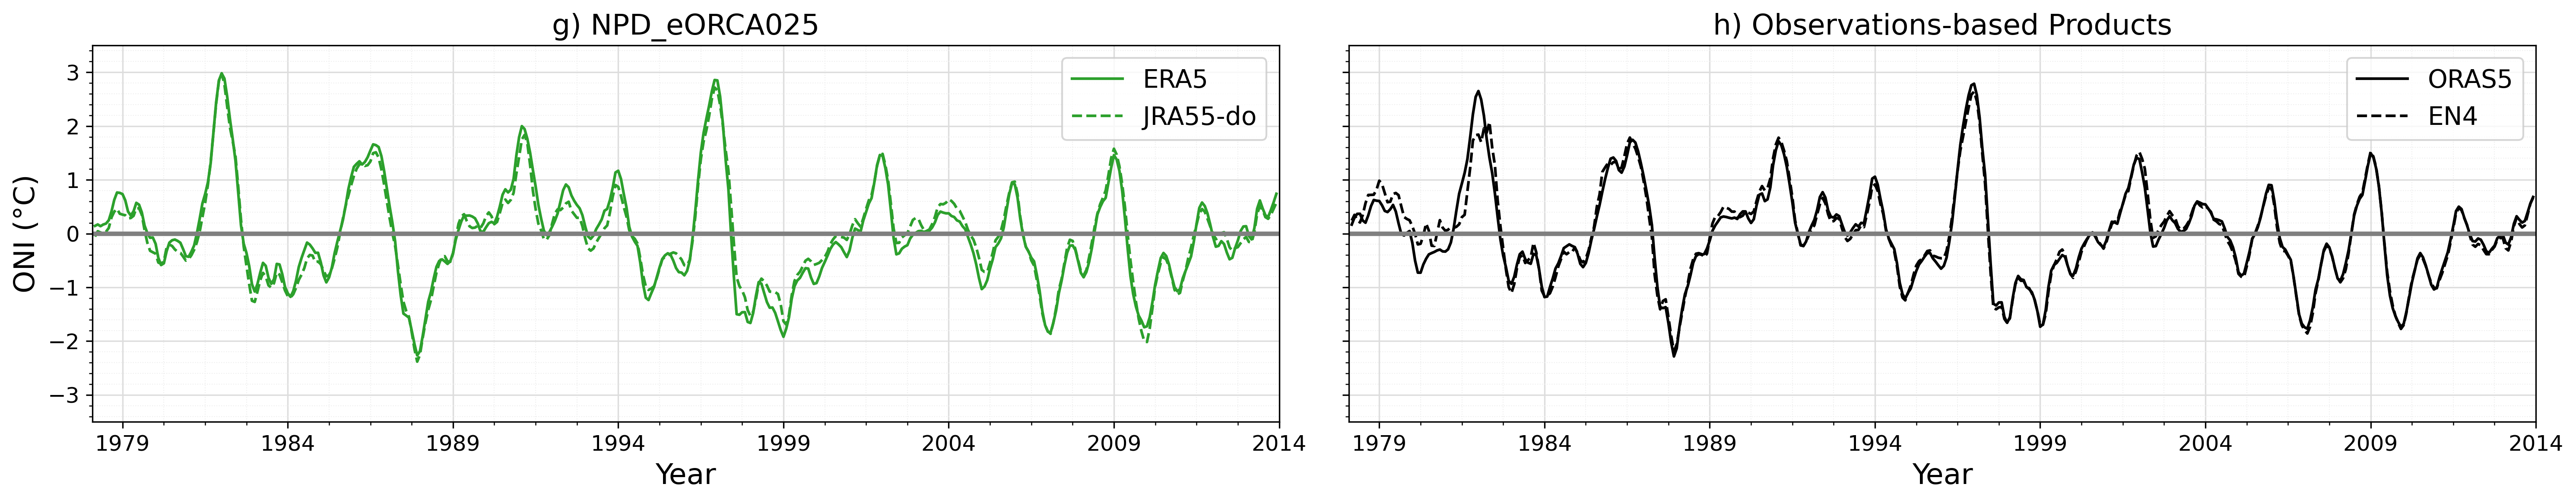 g) NPD_eORCA025
ERA5
JRA55-do
3
2
1
0
−1
−2
−3
ONI (°C)
1979 1984 1989 1994 1999 2004 2009 2014
Year
h) Observations-based Products
ORAS5
EN4
1979 1984 1989 1994 1999 2004 2009 2014
Year